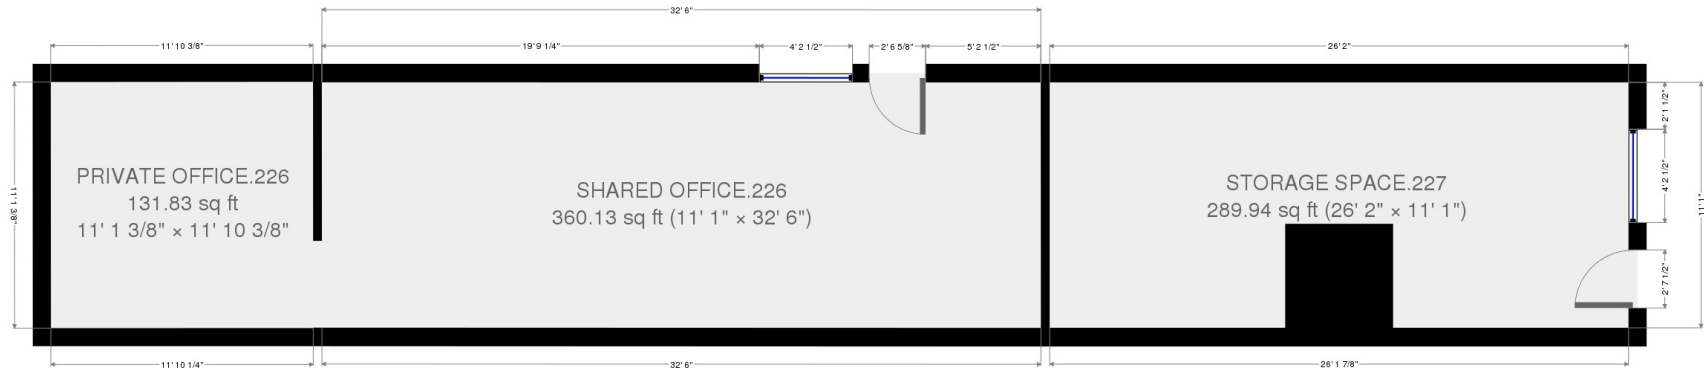 32' 6"
11' 10 3/8"
19' 9 1/4"
4' 2 1/2"
2' 6 5/8"
5' 2 1/2"
26' 2"
2' 1 1/2"
4' 2 1/2"
2' 7 1/2"
11' 1"
11' 1 3/8"
PRIVATE OFFICE.226
131.83 sq ft
11' 1 3/8" × 11' 10 3/8"
SHARED OFFICE.226
360.13 sq ft (11' 1" × 32' 6")
STORAGE SPACE.227
289.94 sq ft (26' 2" × 11' 1")
11' 10 1/4"
32' 6"
26' 1 7/8"